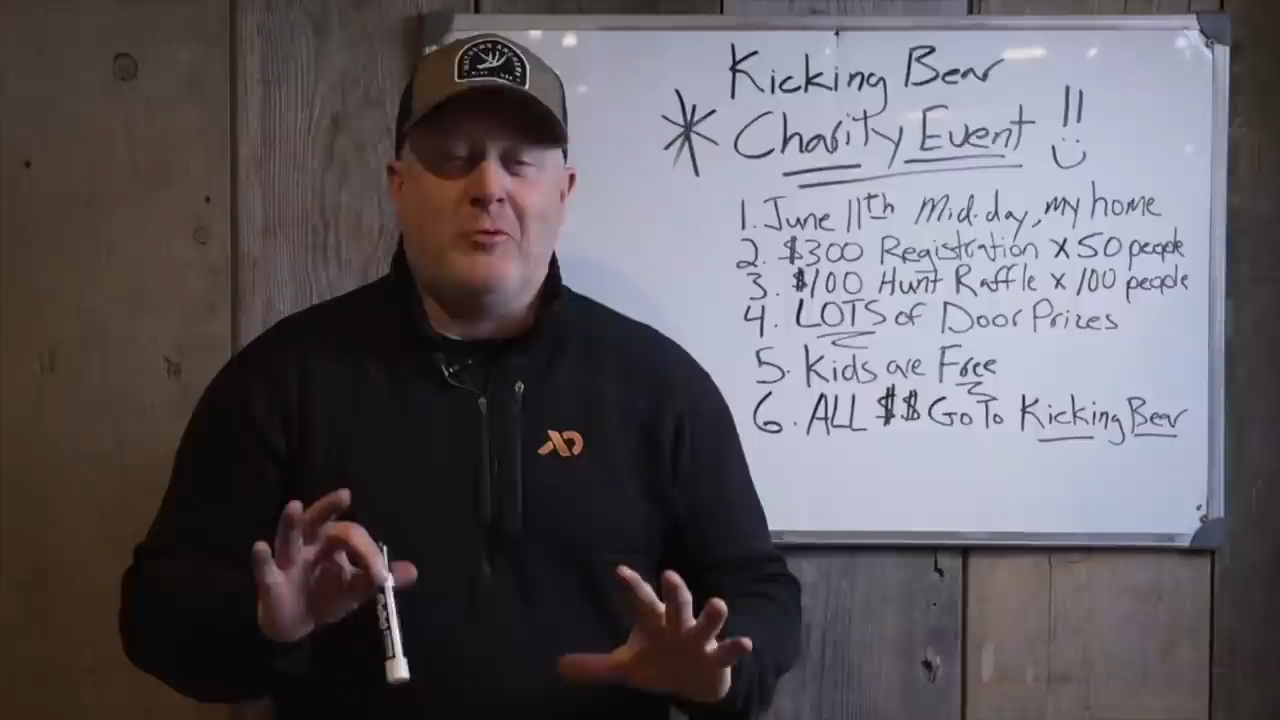 Kicking Bear
* Charity Event !!
1. June 11th Mid-day, my home
2. $300 Registration x 50 people
3. $100 Hunt Raffle x 100 people
4. LOTS of Door Prizes
5. Kids are Free
6. ALL $$ Go To Kicking Bear